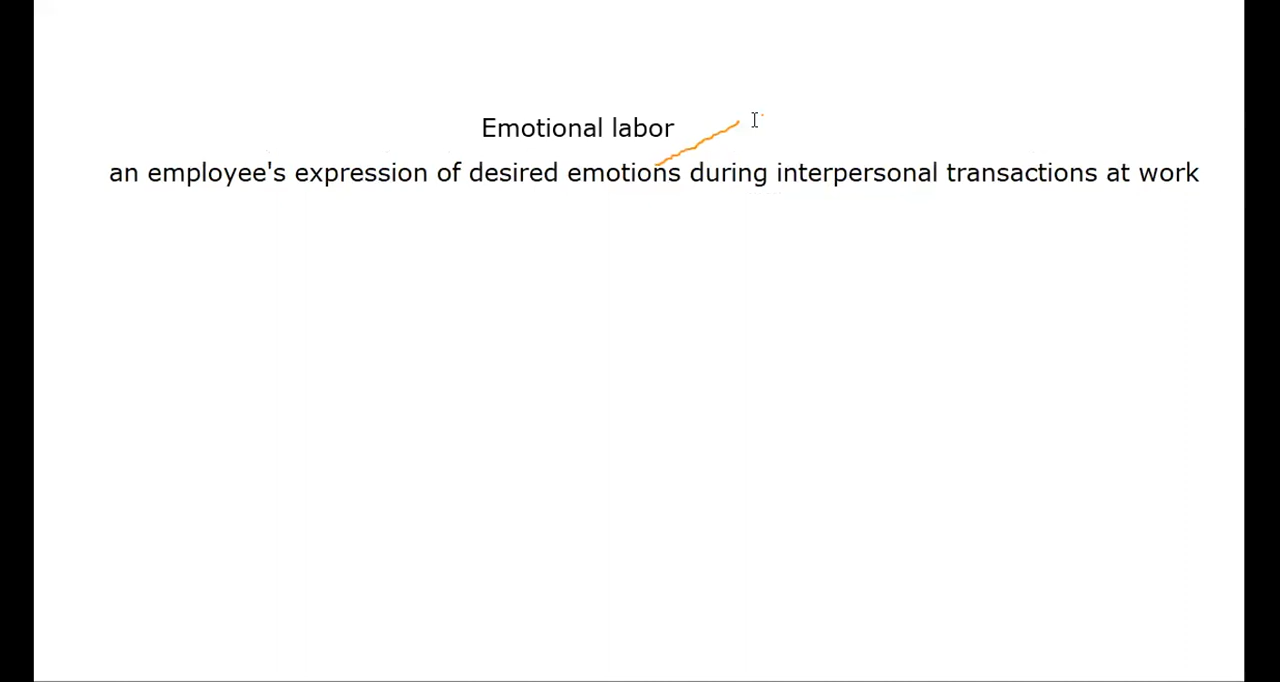 Emotional labor
an employee's expression of desired emotions during interpersonal transactions at work